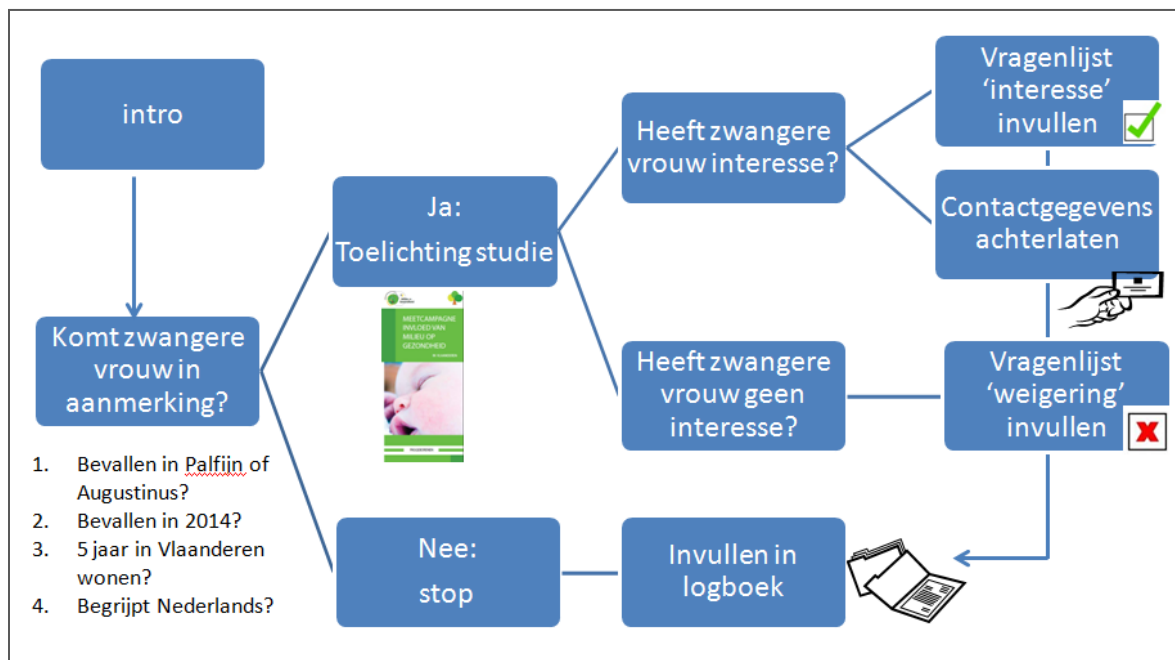 intro
Komt zwangere
vrouw in
aanmerking?
1. Bevallen in Palfijn of
Augustinus?
2. Bevallen in 2014?
3. 5 jaar in Vlaanderen
wonen?
4. Begrijpt Nederlands?
Ja:
Toelichting studie
MEETCAMPAGNE
INVLOED VAN
MILIEU OP
GEZONDHEID
Nee:
stop
Heeft zwangere
vrouw interesse?
Heeft zwangere
vrouw geen
interesse?
Invullen in
logboek
Vragenlijst
‘interesse’
invullen
Contactgegevens
achterlaten
Vragenlijst
‘weigering’
invullen